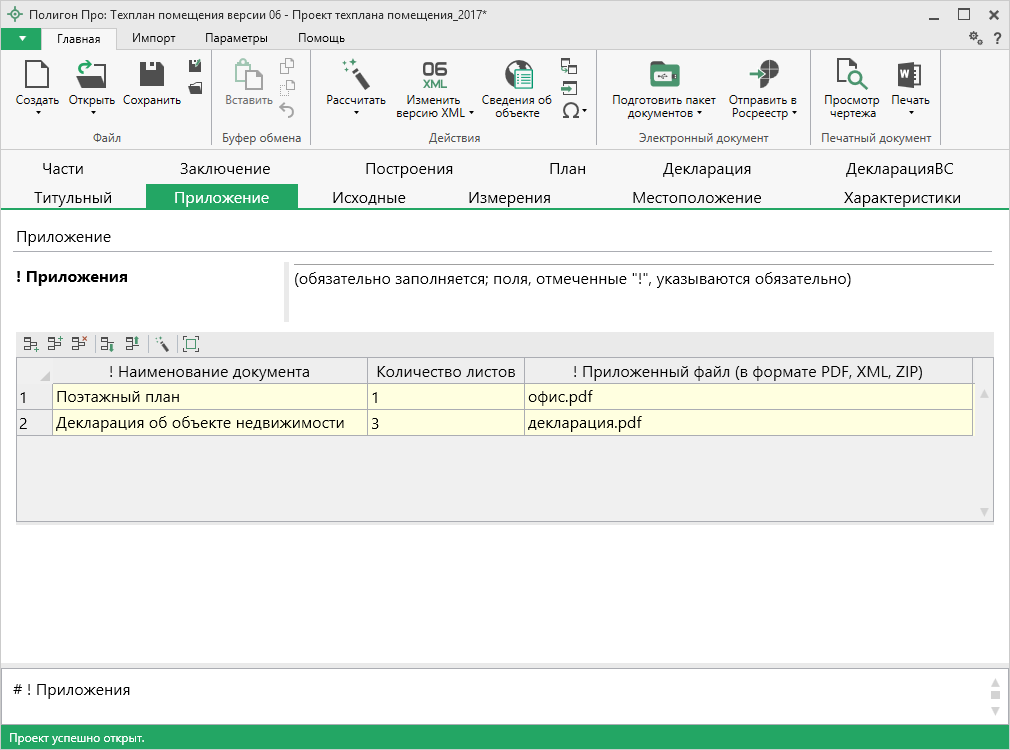 Полигон Про: Техплан помещения версии 06 - Проект техплана помещения_2017*
Главная Импорт Параметры Помощь ?
Создать Открыть Сохранить Вставить Рассчитать 06 XML Изменить версию XML Сведения об объекте Ω Подготовить пакет документов Отправить в Росреестр Просмотр чертежа W Печать
Файл Буфер обмена Действия Электронный документ Печатный документ
Части Заключение Построения План Декларация ДекларацияВС
Титульный Приложение Исходные Измерения Местоположение Характеристики
Приложение
! Приложения (обязательно заполняется; поля, отмеченные "!", указываются обязательно)
! Наименование документа Количество листов ! Приложенный файл (в формате PDF, XML, ZIP)
1 Поэтажный план 1 офис.pdf
2 Декларация об объекте недвижимости 3 декларация.pdf
# ! Приложения
Проект успешно открыт.